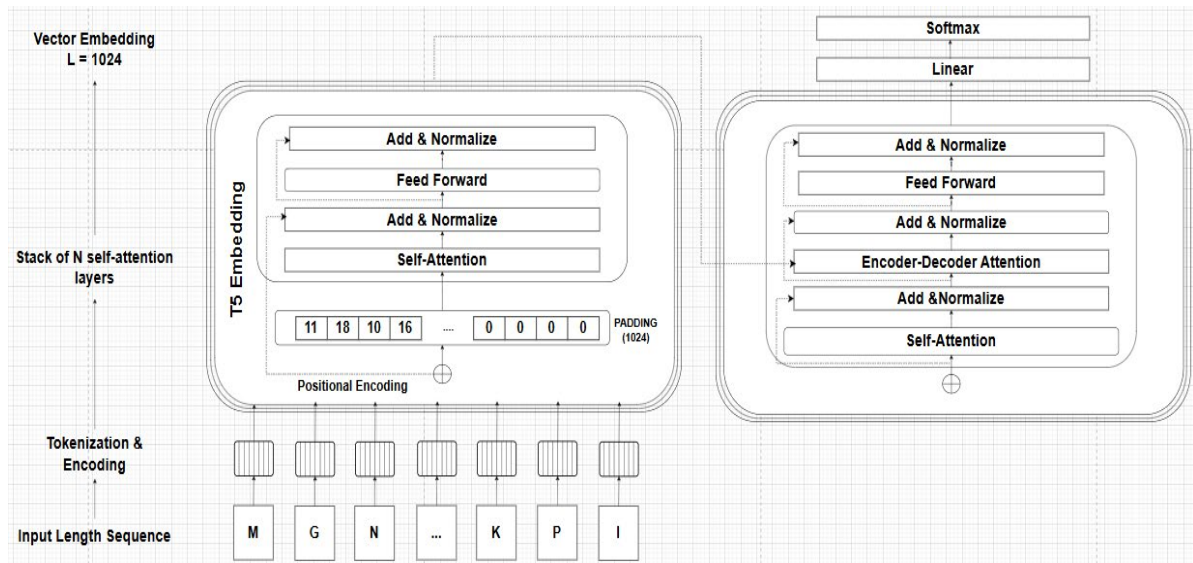 Vector Embedding
L = 1024
Stack of N self-attention
layers
Tokenization &
Encoding
Input Length Sequence
T5 Embedding
Add & Normalize
Feed Forward
Add & Normalize
Self-Attention
11 18 10 16 .... 0 0 0 0
PADDING
(1024)
Positional Encoding
M G N ... K P I
Softmax
Linear
Add & Normalize
Feed Forward
Add & Normalize
Encoder-Decoder Attention
Add &Normalize
Self-Attention